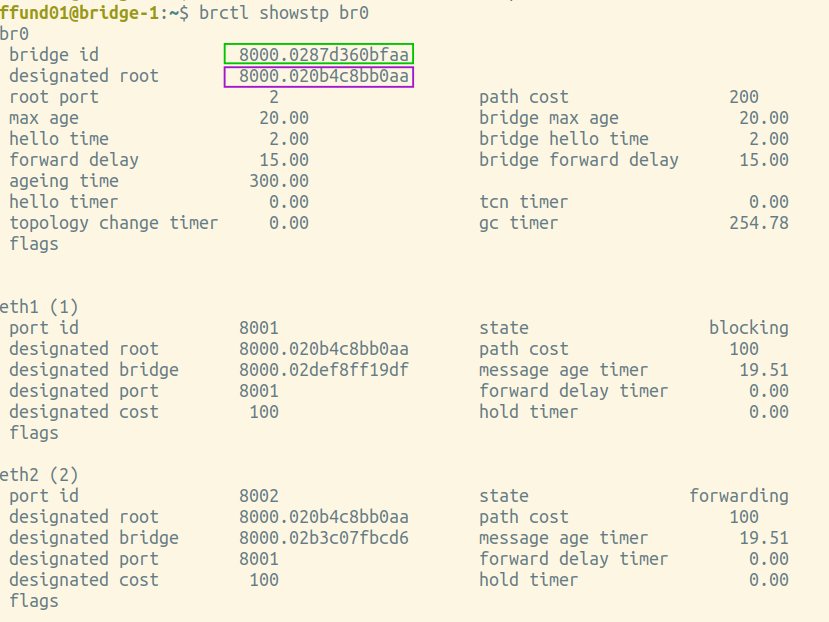 ffund01@bridge-1:~$ brctl showstp br0
br0
bridge id 8000.0287d360bfaa
designated root 8000.020b4c8bb0aa
root port 2 path cost 200
max age 20.00 bridge max age 20.00
hello time 2.00 bridge hello time 2.00
forward delay 15.00 bridge forward delay 15.00
ageing time 300.00
hello timer 0.00 tcn timer 0.00
topology change timer 0.00 gc timer 254.78
flags
eth1 (1)
port id 8001 state blocking
designated root 8000.020b4c8bb0aa path cost 100
designated bridge 8000.02def8ff19df message age timer 19.51
designated port 8001 forward delay timer 0.00
designated cost 100 hold timer 0.00
flags
eth2 (2)
port id 8002 state forwarding
designated root 8000.020b4c8bb0aa path cost 100
designated bridge 8000.02b3c07fbcd6 message age timer 19.51
designated port 8001 forward delay timer 0.00
designated cost 100 hold timer 0.00
flags